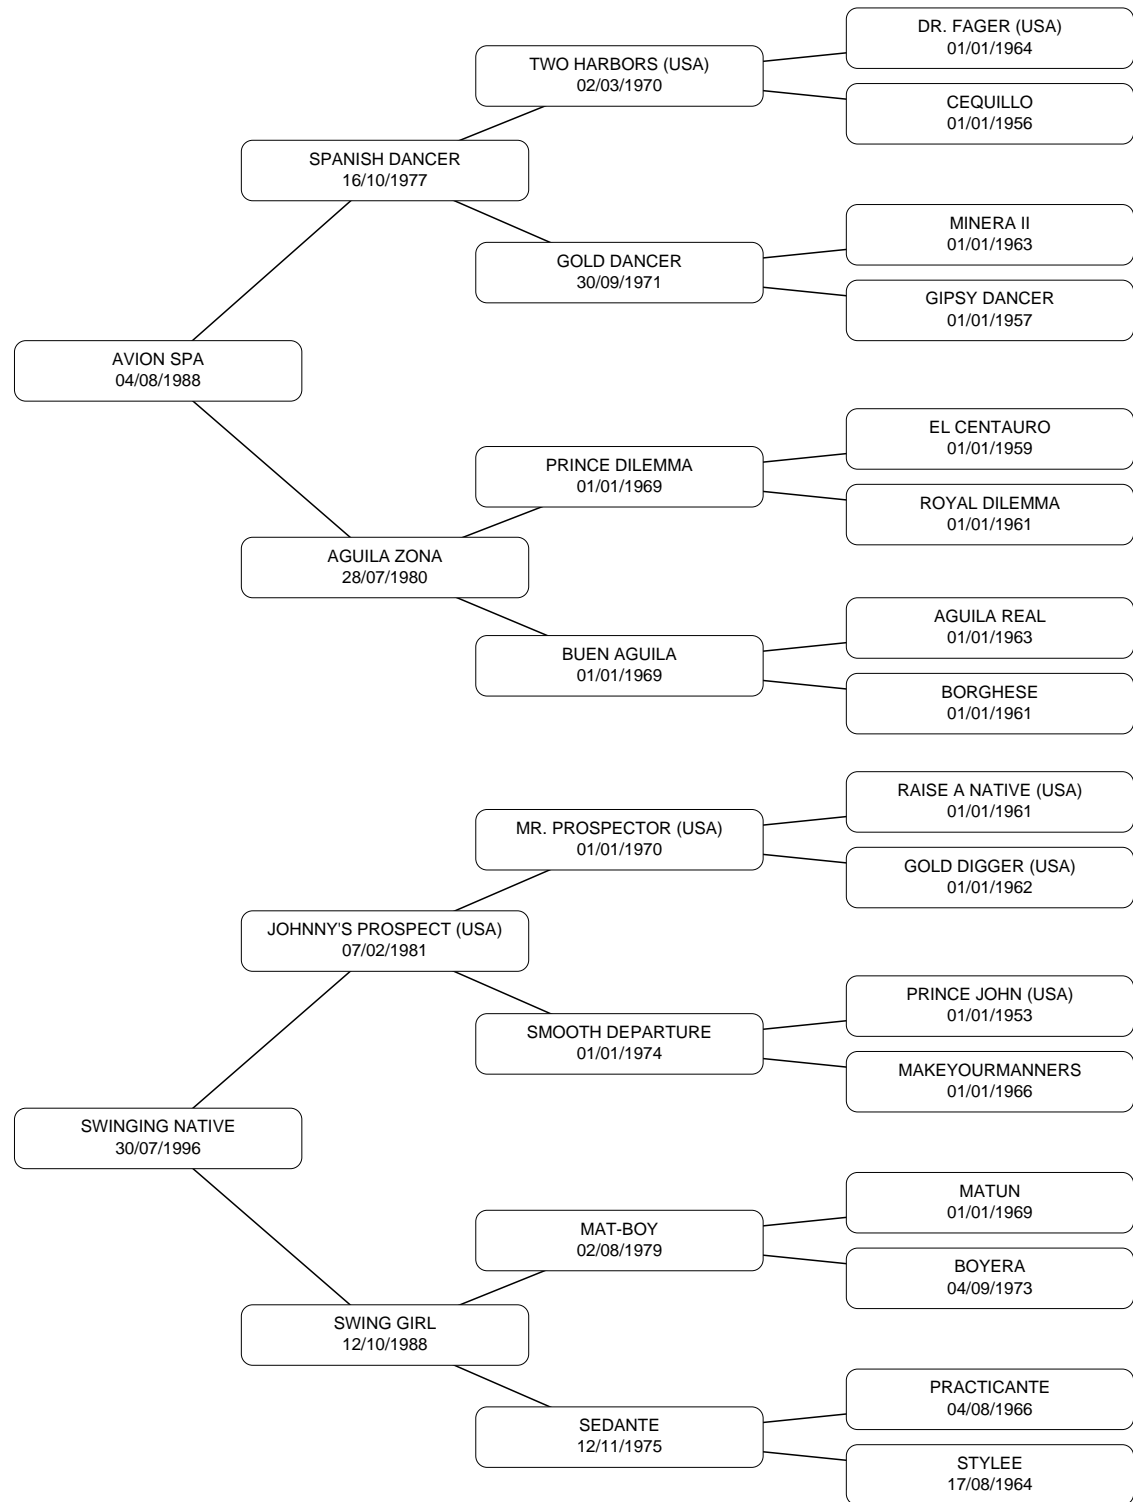 DR. FAGER (USA)
01/01/1964
TWO HARBORS (USA)
02/03/1970
CEQUILLO
01/01/1956
SPANISH DANCER
16/10/1977
MINERA II
01/01/1963
GOLD DANCER
30/09/1971
GIPSY DANCER
01/01/1957
AVION SPA
04/08/1988
EL CENTAURO
01/01/1959
PRINCE DILEMMA
01/01/1969
ROYAL DILEMMA
01/01/1961
AGUILA ZONA
28/07/1980
AGUILA REAL
01/01/1963
BUEN AGUILA
01/01/1969
BORGHESE
01/01/1961
RAISE A NATIVE (USA)
01/01/1961
MR. PROSPECTOR (USA)
01/01/1970
GOLD DIGGER (USA)
01/01/1962
JOHNNY'S PROSPECT (USA)
07/02/1981
PRINCE JOHN (USA)
01/01/1953
SMOOTH DEPARTURE
01/01/1974
MAKEYOURMANNERS
01/01/1966
SWINGING NATIVE
30/07/1996
MATUN
01/01/1969
MAT-BOY
02/08/1979
BOYERA
04/09/1973
SWING GIRL
12/10/1988
PRACTICANTE
04/08/1966
SEDANTE
12/11/1975
STYLEE
17/08/1964